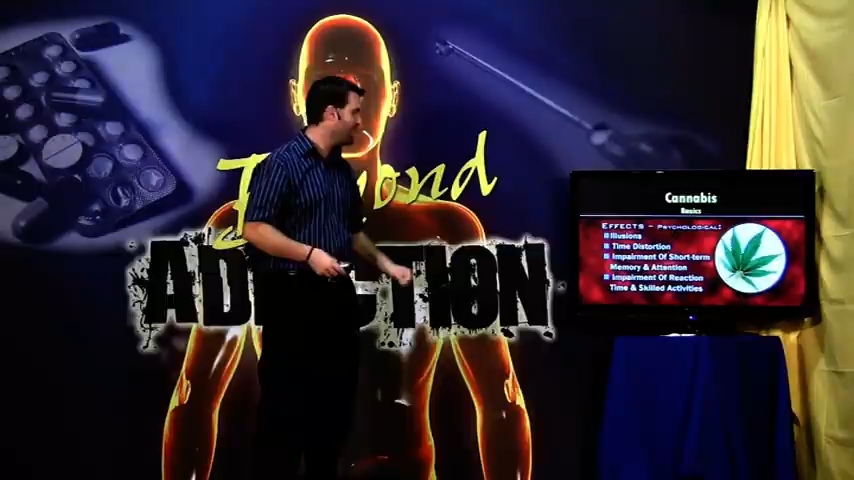 Beyond
ADDICTION
Cannabis
Basics
Effects - Psychological:
Illusions
Time Distortion
Impairment Of Short-term
Memory & Attention
Impairment Of Reaction
Time & Skilled Activities